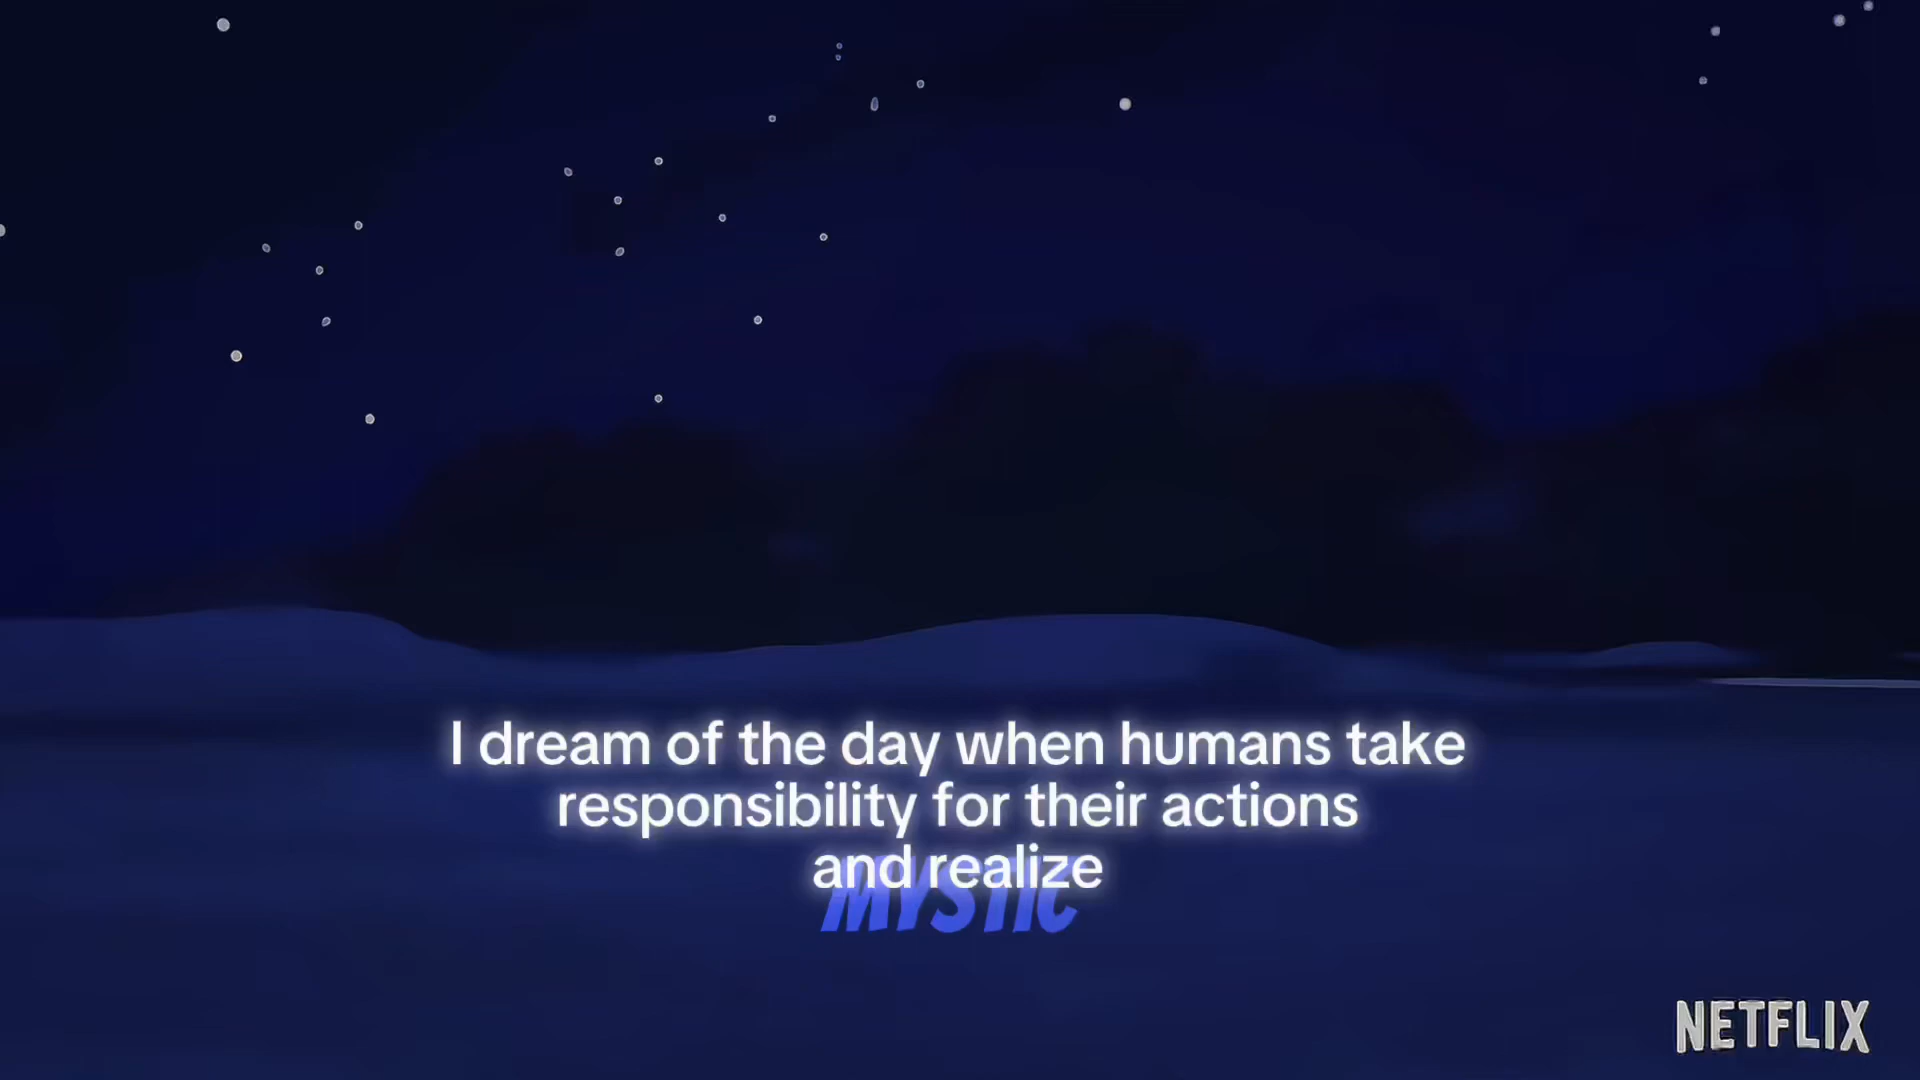 I dream of the day when humans take
responsibility for their actions
and realize
MYSTIC
NETFLIX